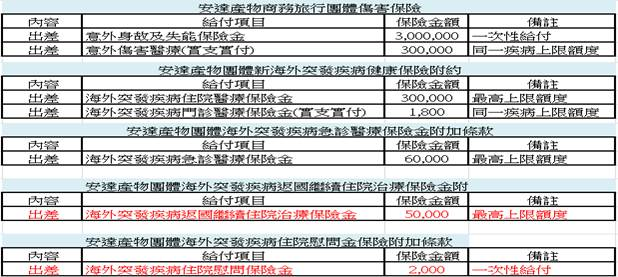 安達產物商務旅行團體傷害保險
內容 給付項目 保險金額 備註
出差 意外身故及失能保險金 3,000,000 一次性給付
出差 意外傷害醫療(實支實付) 300,000 同一疾病上限額度
安達產物團體新海外突發疾病健康保險附約
內容 給付項目 保險金額 備註
出差 海外突發疾病住院醫療保險金 300,000 最高上限額度
出差 海外突發疾病門診醫療保險金(實支實付) 1,800 同一疾病上限額度
安達產物團體海外突發疾病急診醫療保險金附加條款
內容 給付項目 保險金額 備註
出差 海外突發疾病急診醫療保險金 60,000 最高上限額度
安達產物團體海外突發疾病返國繼續住院治療保險金附
內容 給付項目 保險金額 備註
出差 海外突發疾病返國繼續住院治療保險金 50,000 最高上限額度
安達產物團體海外突發疾病住院慰問金保險附加條款
內容 給付項目 保險金額 備註
出差 海外突發疾病住院慰問保險金 2,000 一次性給付